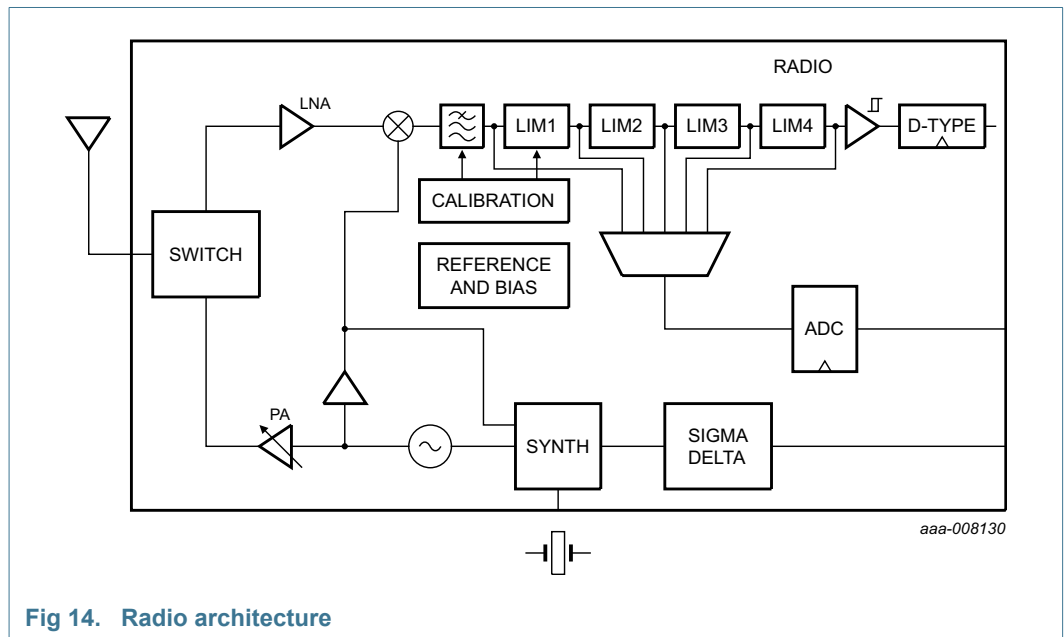 RADIO
LNA
LIM1
LIM2
LIM3
LIM4
D-TYPE
CALIBRATION
SWITCH
REFERENCE
AND BIAS
ADC
PA
SYNTH
SIGMA
DELTA
aaa-008130
Fig 14. Radio architecture